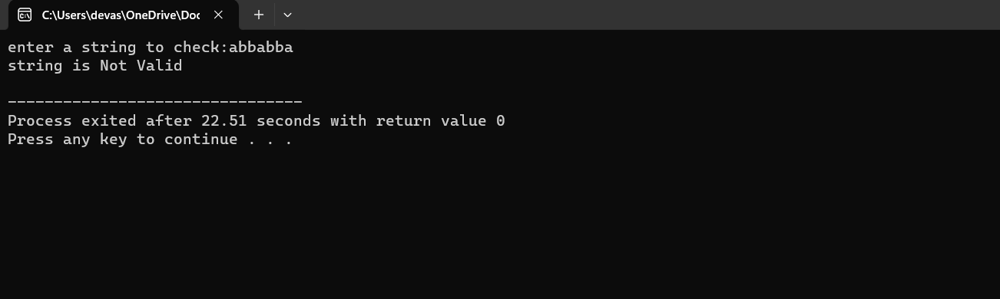 C:\Users\devas\OneDrive\Doc
enter a string to check:abbabba
string is Not Valid
--------------------------------
Process exited after 22.51 seconds with return value 0
Press any key to continue . . .